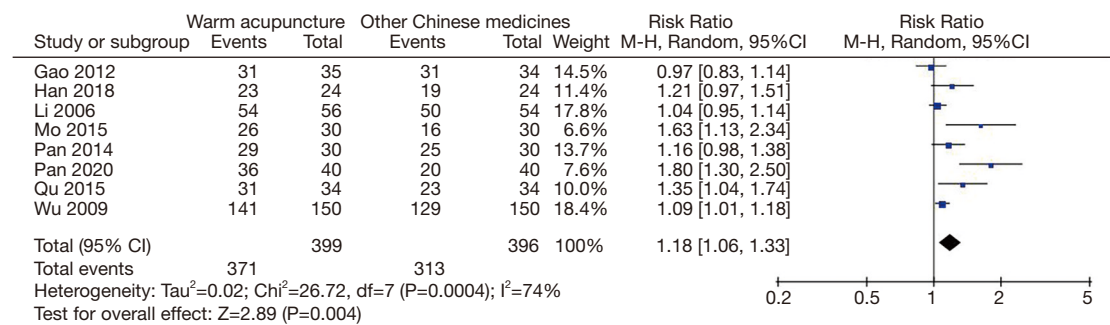 Warm acupuncture Other Chinese medicines Risk Ratio Risk Ratio
Study or subgroup Events Total Events Total Weight M-H, Random, 95%CI M-H, Random, 95%CI
Gao 2012 31 35 31 34 14.5% 0.97 [0.83, 1.14]
Han 2018 23 24 19 24 11.4% 1.21 [0.97, 1.51]
Li 2006 54 56 50 54 17.8% 1.04 [0.95, 1.14]
Mo 2015 26 30 16 30 6.6% 1.63 [1.13, 2.34]
Pan 2014 29 30 25 30 13.7% 1.16 [0.98, 1.38]
Pan 2020 36 40 20 40 7.6% 1.80 [1.30, 2.50]
Qu 2015 31 34 23 34 10.0% 1.35 [1.04, 1.74]
Wu 2009 141 150 129 150 18.4% 1.09 [1.01, 1.18]
Total (95% CI) 399 396 100% 1.18 [1.06, 1.33]
Total events 371 313
Heterogeneity: Tau²=0.02; Chi²=26.72, df=7 (P=0.0004); I²=74%
Test for overall effect: Z=2.89 (P=0.004)
0.2 0.5 1 2 5